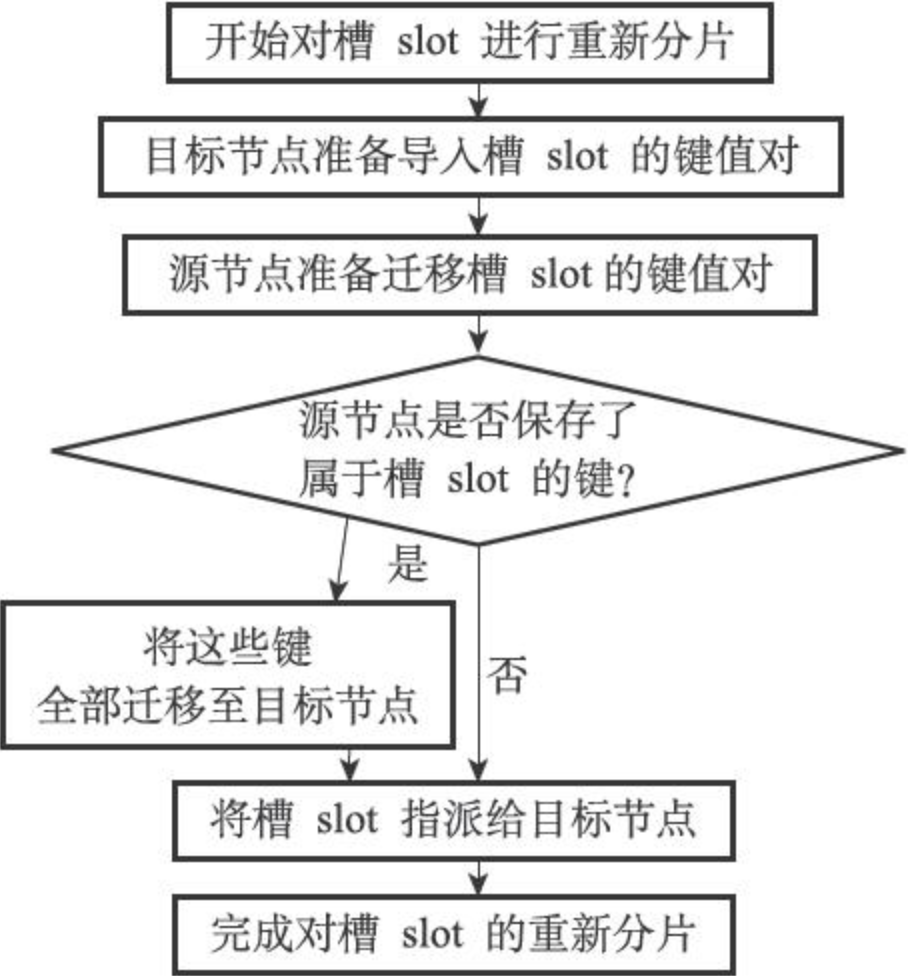 开始对槽 slot 进行重新分片
目标节点准备导入槽 slot 的键值对
源节点准备迁移槽 slot的键值对
源节点是否保存了
属于槽 slot 的键?
是
将这些键
全部迁移至目标节点
否
将槽 slot 指派给目标节点
完成对槽 slot 的重新分片